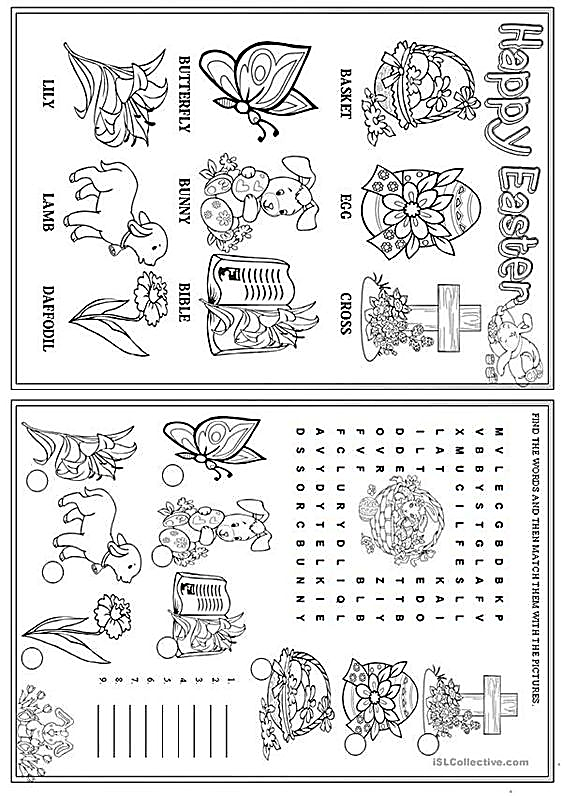 Happy Easter
BASKET EGG CROSS
BUTTERFLY BUNNY BIBLE
LILY LAMB DAFFODIL
FIND THE WORDS AND THEN MATCH THEM WITH THE PICTURES.
M V L E C G B D B K P
V B B Y S T G L A F V
X M U C I L F E S L L
L A T K A I
I L T E D O
D D E T T B
O V R Z I Y
F V F B L B
F C L U R Y D L I Q L
A V Y D Y T E L K I E
D S S O R C B U N N Y
1.
2.
3.
4.
5.
6.
7.
8.
9.
iSLCollective.com